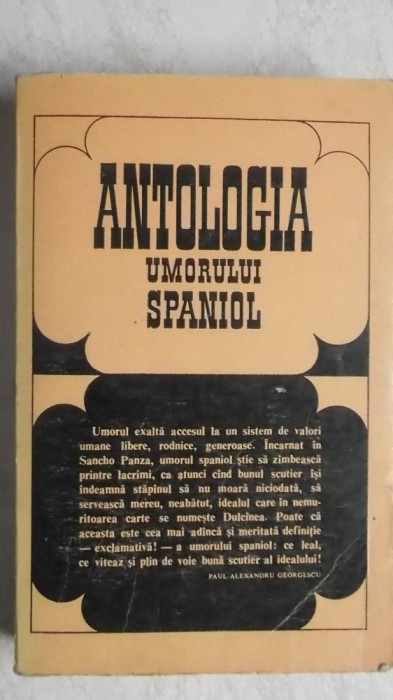 ANTOLOGIA
UMORULUI
SPANIOL
Umorul exaltă accesul la un sistem de valori
umane libere, rodnice, generoase. Încarnat în
Sancho Panza, umorul spaniol știe să zîmbească
printre lacrimi, ca atunci cînd bunul scutier își
îndeamnă stăpînul să nu moară niciodată, să
servească mereu, neabătut, idealul care în nemu-
ritoarea carte se numește Dulcinea. Poate că
aceasta este cea mai adîncă și meritată definiție
— exclamativă! — a umorului spaniol: ce leal,
ce viteaz și plin de voie bună scutier al idealului!
PAUL ALEXANDRU GEORGESCU